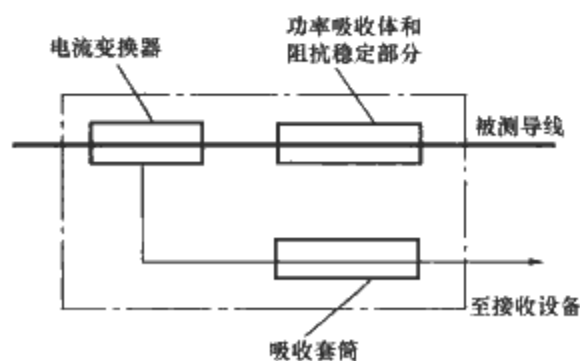 电流变换器
功率吸收体和
阻抗稳定部分
被测导线
至接收设备
吸收套筒